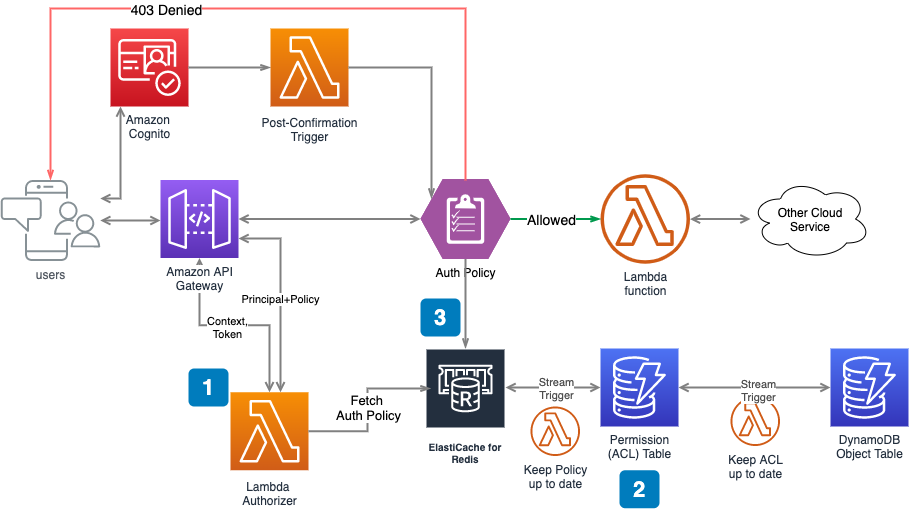 403 Denied
Amazon
Cognito
Post-Confirmation
Trigger
users
Amazon API
Gateway
Auth Policy
Allowed
Lambda
function
Other Cloud
Service
Principal+Policy
Context,
Token
3
1
Fetch
Auth Policy
R
ElastiCache for
Redis
Stream
Trigger
Keep Policy
up to date
Permission
(ACL) Table
2
Stream
Trigger
Keep ACL
up to date
DynamoDB
Object Table
Lambda
Authorizer